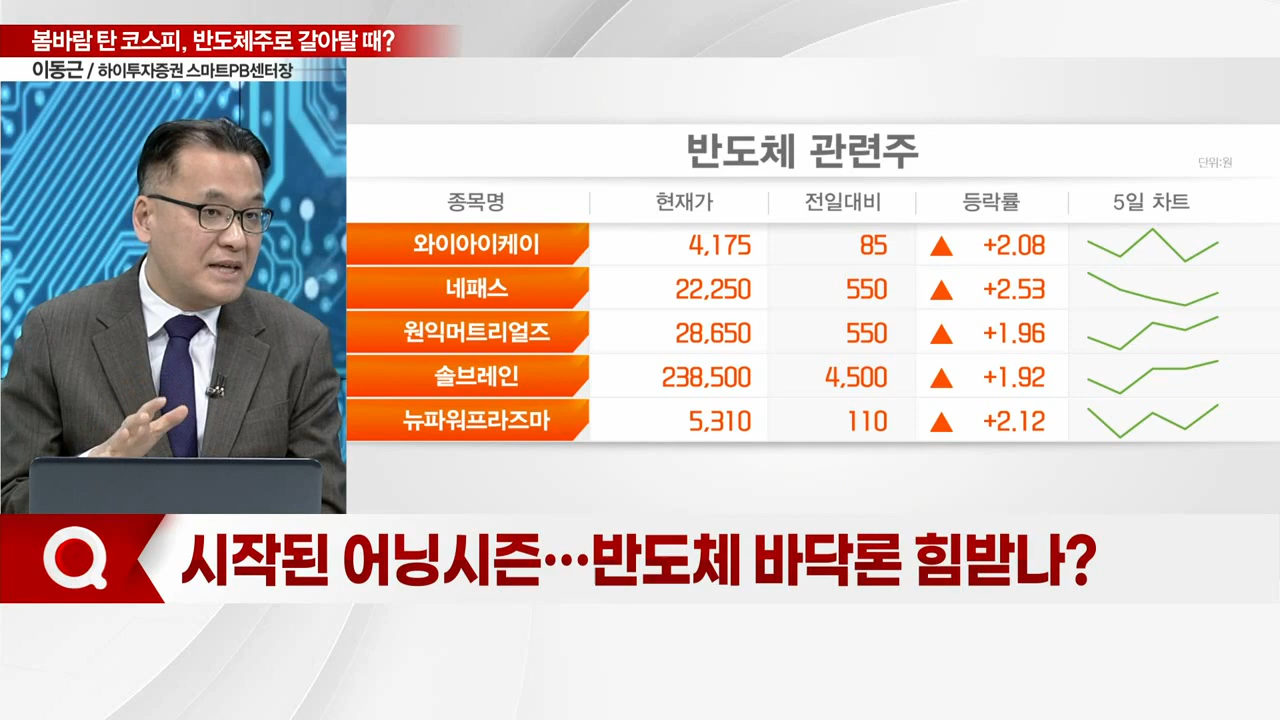 봄바람 탄 코스피, 반도체주로 갈아탈 때?
이동근 / 하이투자증권 스마트PB센터장
반도체 관련주
단위:원
종목명 현재가 전일대비 등락률 5일 차트
와이아이케이 4,175 85 ▲ +2.08
네패스 22,250 550 ▲ +2.53
원익머트리얼즈 28,650 550 ▲ +1.96
솔브레인 238,500 4,500 ▲ +1.92
뉴파워프라즈마 5,310 110 ▲ +2.12
Q 시작된 어닝시즌…반도체 바닥론 힘받나?